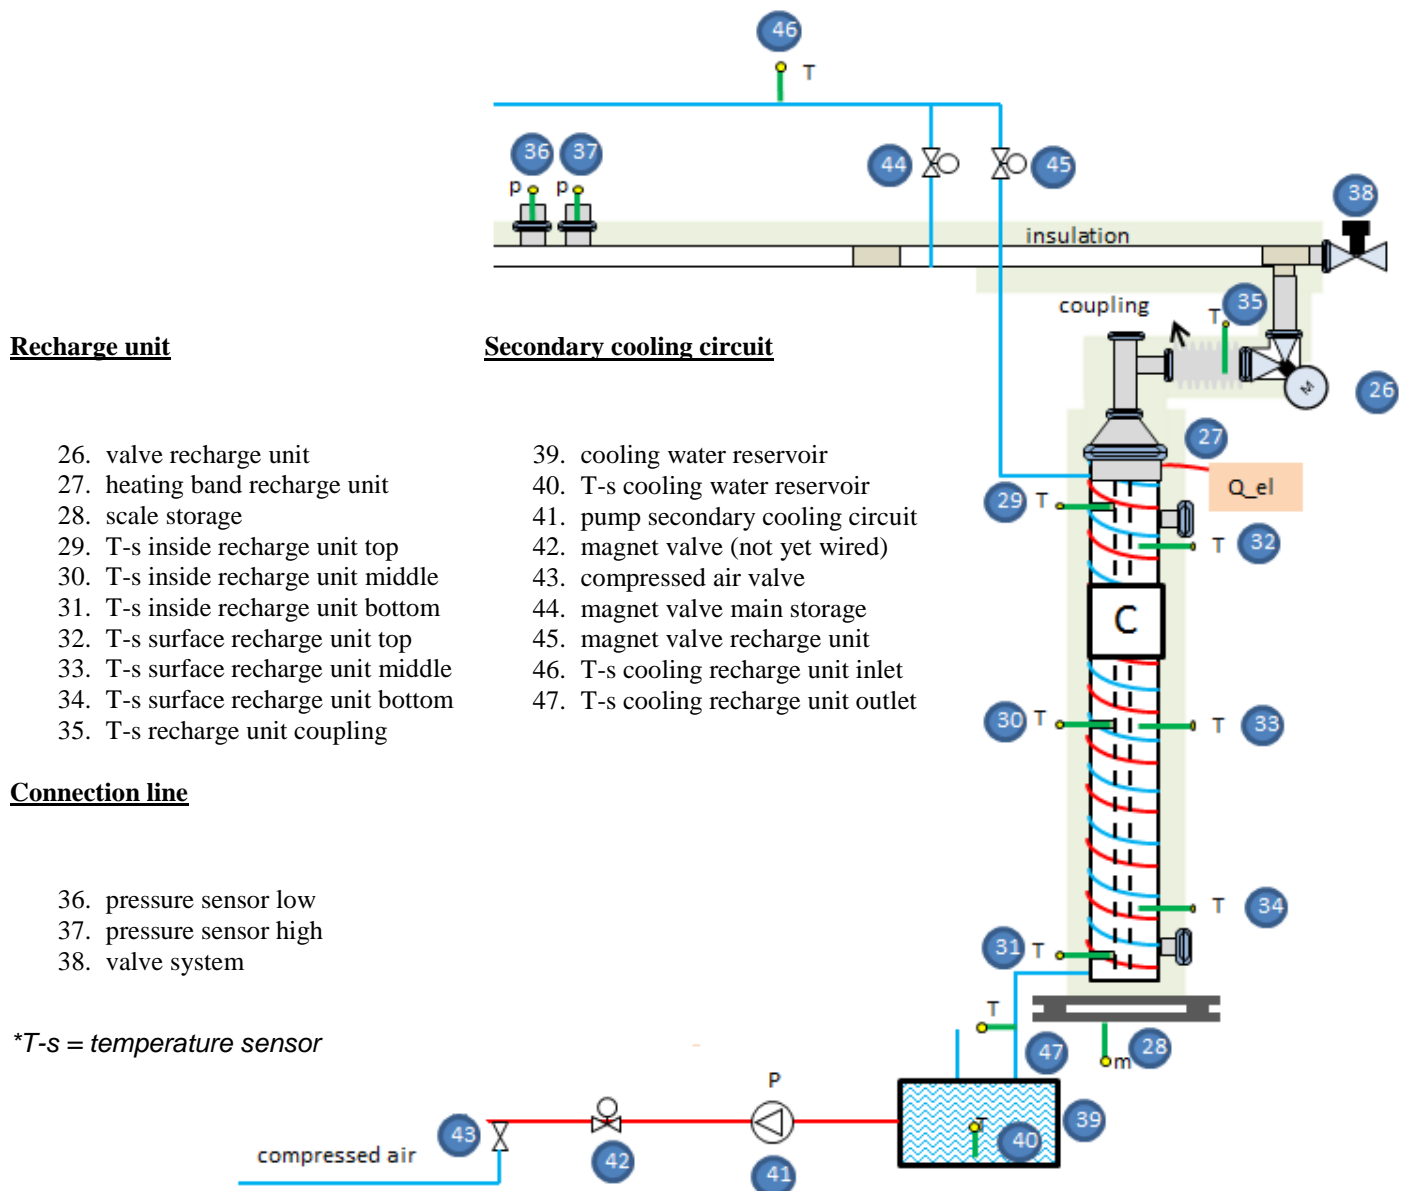 46
T
36
37
44
45
38
p
p
insulation
coupling
35
T
Recharge unit
Secondary cooling circuit
M
26
26. valve recharge unit
27. heating band recharge unit
28. scale storage
29. T-s inside recharge unit top
30. T-s inside recharge unit middle
31. T-s inside recharge unit bottom
32. T-s surface recharge unit top
33. T-s surface recharge unit middle
34. T-s surface recharge unit bottom
35. T-s recharge unit coupling
39. cooling water reservoir
40. T-s cooling water reservoir
41. pump secondary cooling circuit
42. magnet valve (not yet wired)
43. compressed air valve
44. magnet valve main storage
45. magnet valve recharge unit
46. T-s cooling recharge unit inlet
47. T-s cooling recharge unit outlet
27
Q_el
29 T
T 32
C
30 T
T 33
Connection line
36. pressure sensor low
37. pressure sensor high
38. valve system
T 34
31 T
*T-s = temperature sensor
T
47
m
28
P
T
40
39
43
compressed air
42
41